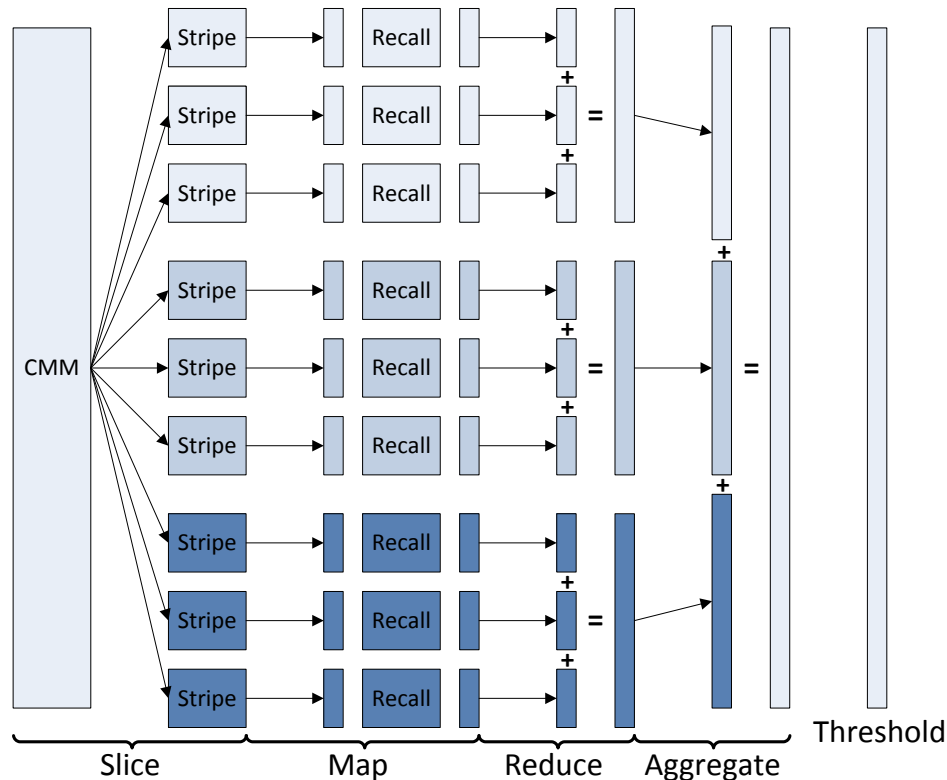 Stripe Recall
+
Stripe Recall =
+
Stripe Recall
+
Stripe Recall
+
CMM Stripe Recall = =
+
Stripe Recall
+
Stripe Recall
+
Stripe Recall =
+
Stripe Recall
Threshold
Slice Map Reduce Aggregate